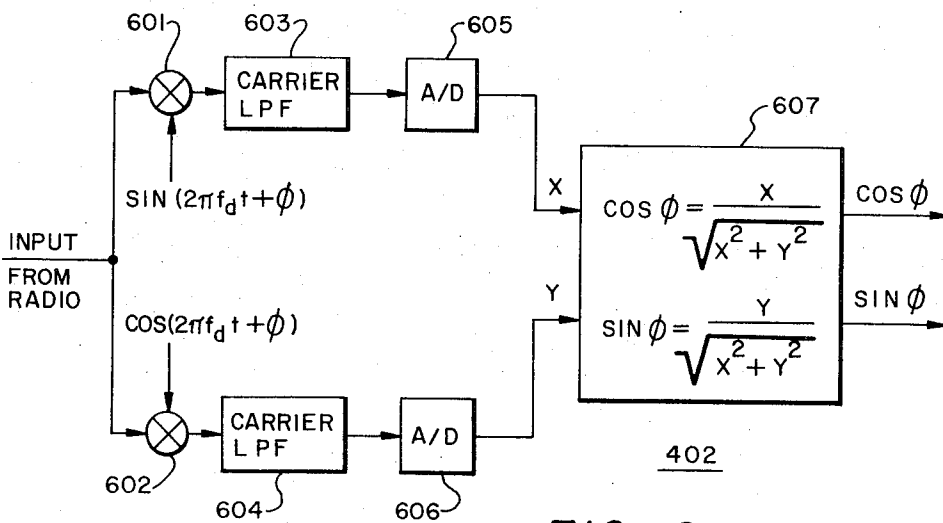 601
603
605
CARRIER
LPF
A/D
607
SIN (2πf_d t+ϕ)
X
COS ϕ = X / √(X² + Y²)
COS ϕ
INPUT
FROM
RADIO
COS(2πf_d t+ϕ)
Y
SIN ϕ = Y / √(X² + Y²)
SIN ϕ
CARRIER
LPF
A/D
402
602
604
606